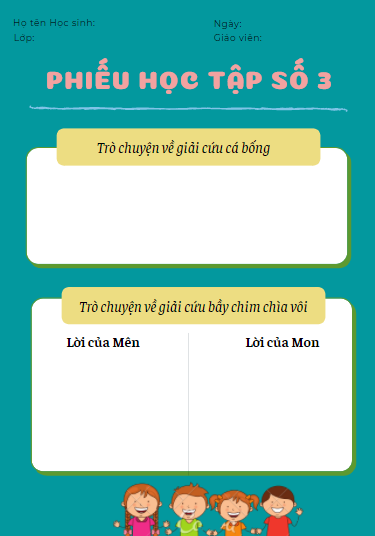 Họ tên Học sinh:
Ngày:
Lớp:
Giáo viên:
PHIẾU HỌC TẬP SỐ 3
Trò chuyện về giải cứu cá bống
Trò chuyện về giải cứu bầy chim chìa vôi
Lời của Mên
Lời của Mon